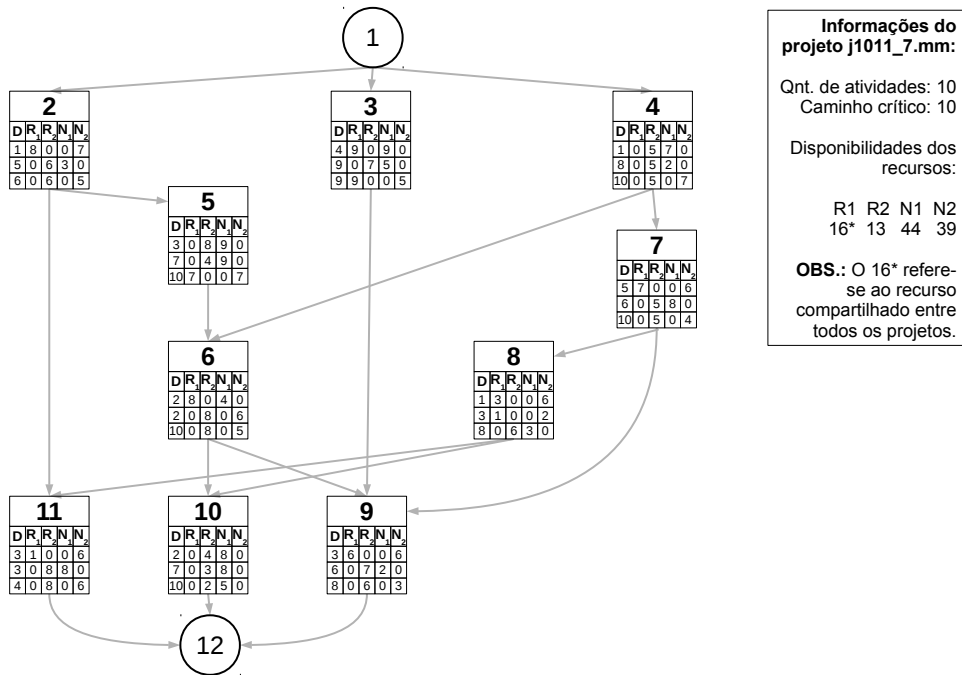 1
Informações do
projeto j1011_7.mm:
Qnt. de atividades: 10
Caminho crítico: 10
Disponibilidades dos
recursos:
R1 R2 N1 N2
16* 13 44 39
OBS.: O 16* refere-
se ao recurso
compartilhado entre
todos os projetos.
2
D R1 R2 N1 N2
1 8 0 0 7
5 0 6 3 0
6 0 6 0 5
3
D R1 R2 N1 N2
4 9 0 9 0
9 0 7 5 0
9 9 0 0 5
4
D R1 R2 N1 N2
1 0 5 7 0
8 0 5 2 0
10 0 5 0 7
5
D R1 R2 N1 N2
3 0 8 9 0
7 0 4 9 0
10 7 0 0 7
7
D R1 R2 N1 N2
5 7 0 0 6
6 0 5 8 0
10 0 5 0 4
6
D R1 R2 N1 N2
2 8 0 4 0
2 0 8 0 6
10 0 8 0 5
8
D R1 R2 N1 N2
1 3 0 0 6
3 1 0 0 2
8 0 6 3 0
11
D R1 R2 N1 N2
3 1 0 0 6
3 0 8 8 0
4 0 8 0 6
10
D R1 R2 N1 N2
2 0 4 8 0
7 0 3 8 0
10 0 2 5 0
9
D R1 R2 N1 N2
3 6 0 0 6
6 0 7 2 0
8 0 6 0 3
12